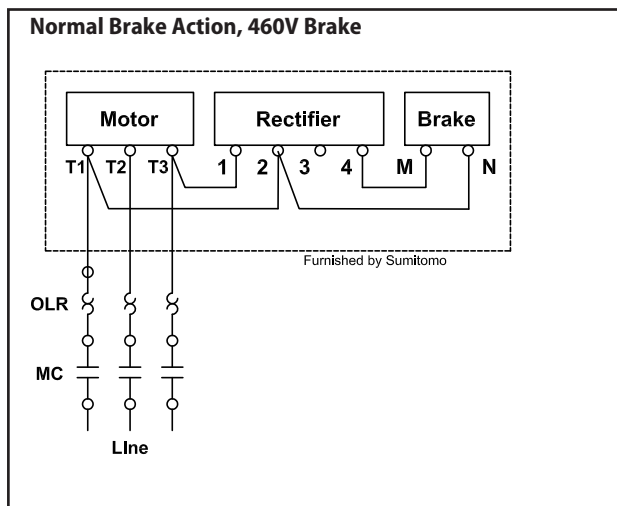 Normal Brake Action, 460V Brake
Motor Rectifier Brake
T1 T2 T3 1 2 3 4 M N
Furnished by Sumitomo
OLR
MC
LIne